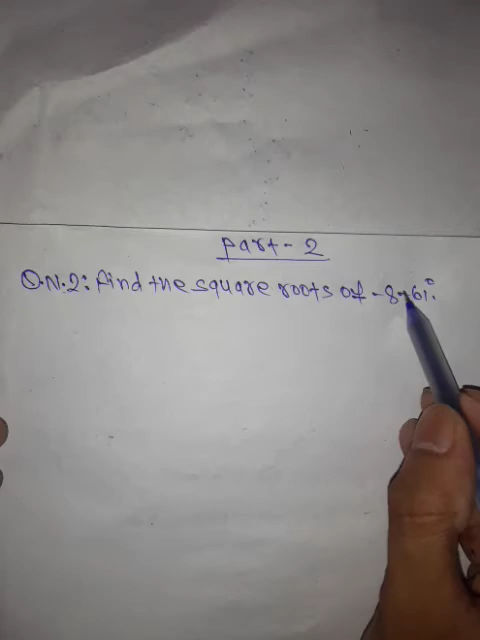 Part - 2
Q.N.2: Find the square roots of -8-6i.